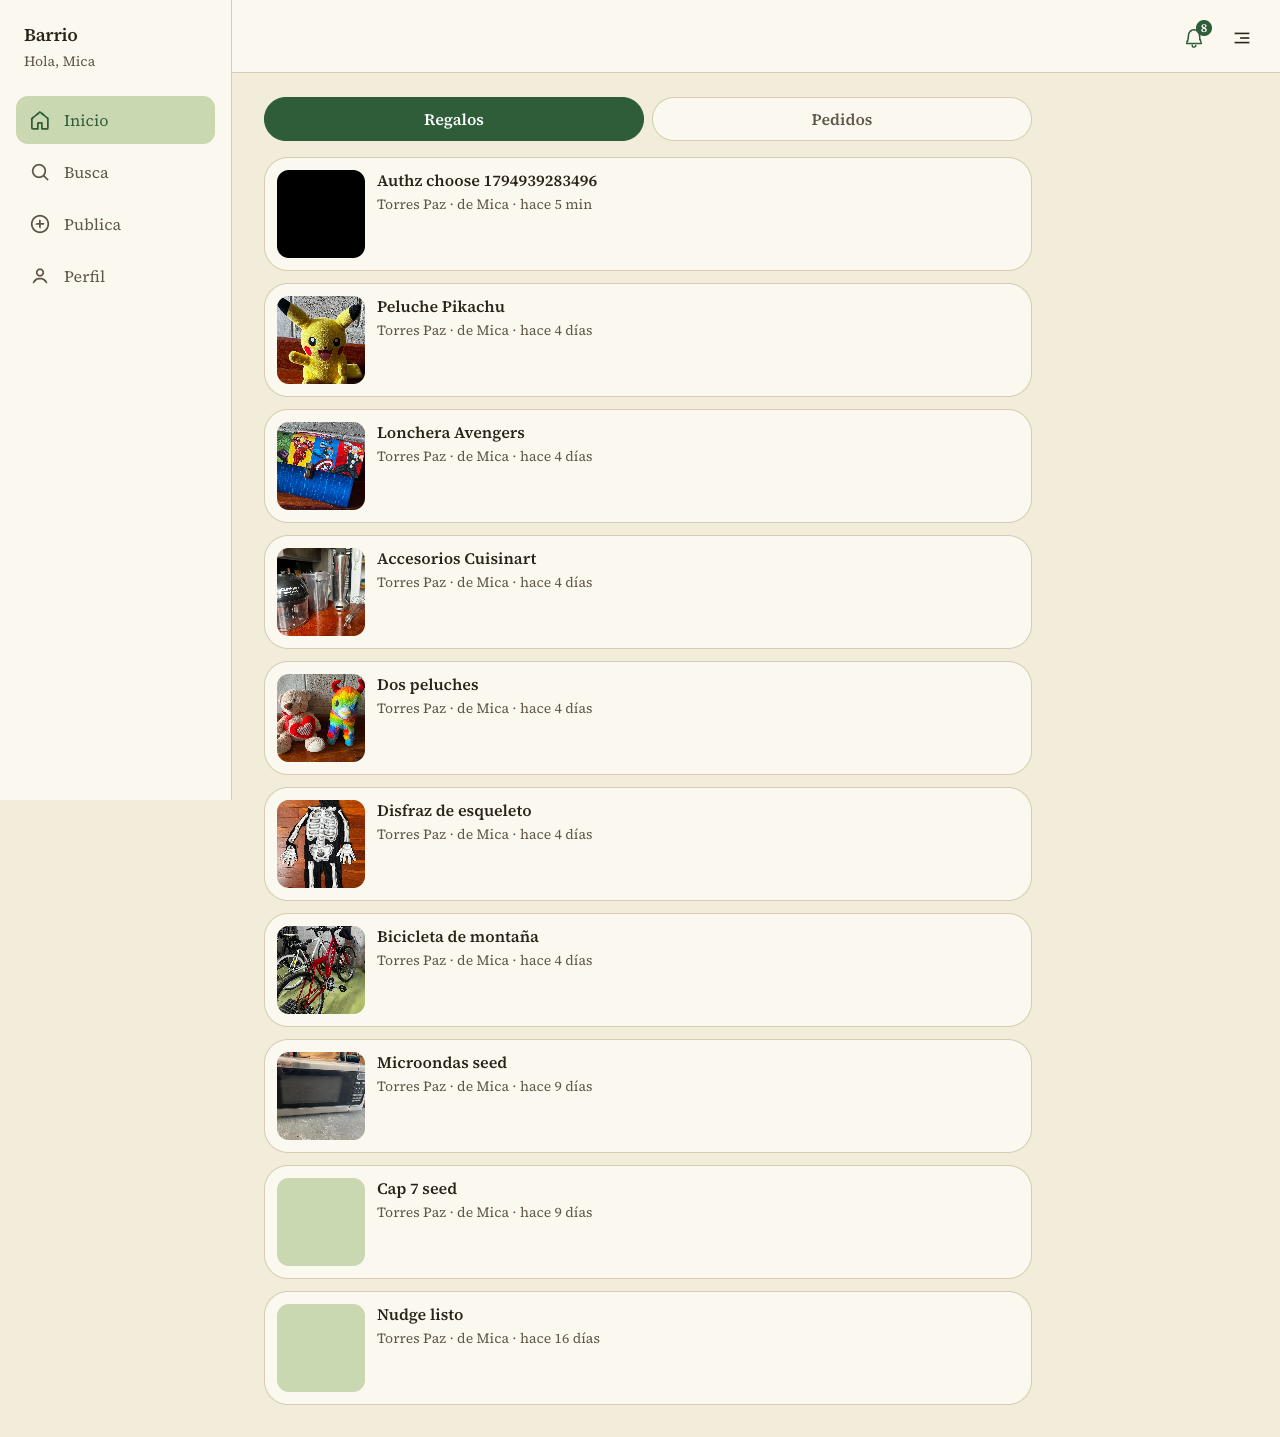 Barrio
Hola, Mica
Inicio
Busca
Publica
Perfil
8
Regalos
Pedidos
Authz choose 1794939283496
Torres Paz · de Mica · hace 5 min
Peluche Pikachu
Torres Paz · de Mica · hace 4 días
Lonchera Avengers
Torres Paz · de Mica · hace 4 días
Accesorios Cuisinart
Torres Paz · de Mica · hace 4 días
Dos peluches
Torres Paz · de Mica · hace 4 días
Disfraz de esqueleto
Torres Paz · de Mica · hace 4 días
Bicicleta de montaña
Torres Paz · de Mica · hace 4 días
Microondas seed
Torres Paz · de Mica · hace 9 días
Cap 7 seed
Torres Paz · de Mica · hace 9 días
Nudge listo
Torres Paz · de Mica · hace 16 días